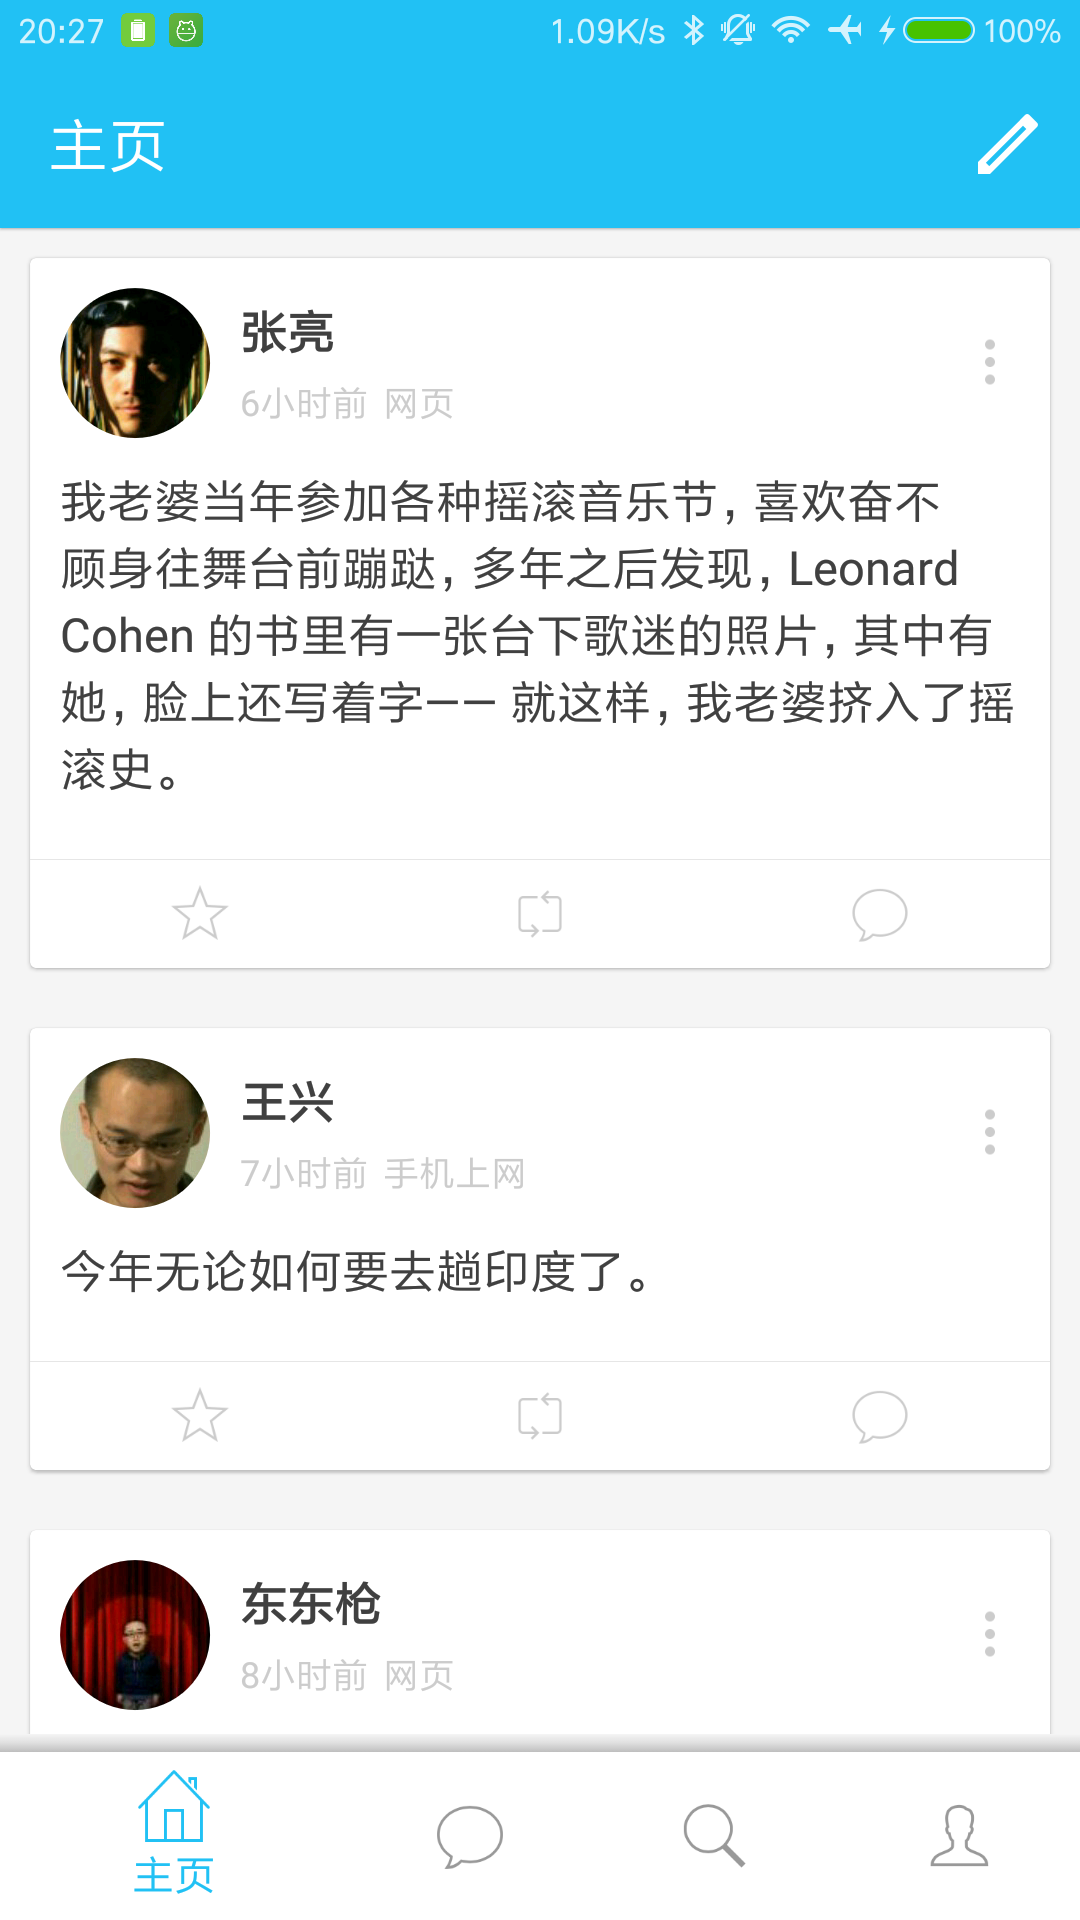 20:27 1.09K/s 100%
主页
张亮
6小时前 网页
我老婆当年参加各种摇滚音乐节，喜欢奋不
顾身往舞台前蹦跶，多年之后发现，Leonard
Cohen 的书里有一张台下歌迷的照片，其中有
她，脸上还写着字—— 就这样，我老婆挤入了摇
滚史。
王兴
7小时前 手机上网
今年无论如何要去趟印度了。
东东枪
8小时前 网页
主页